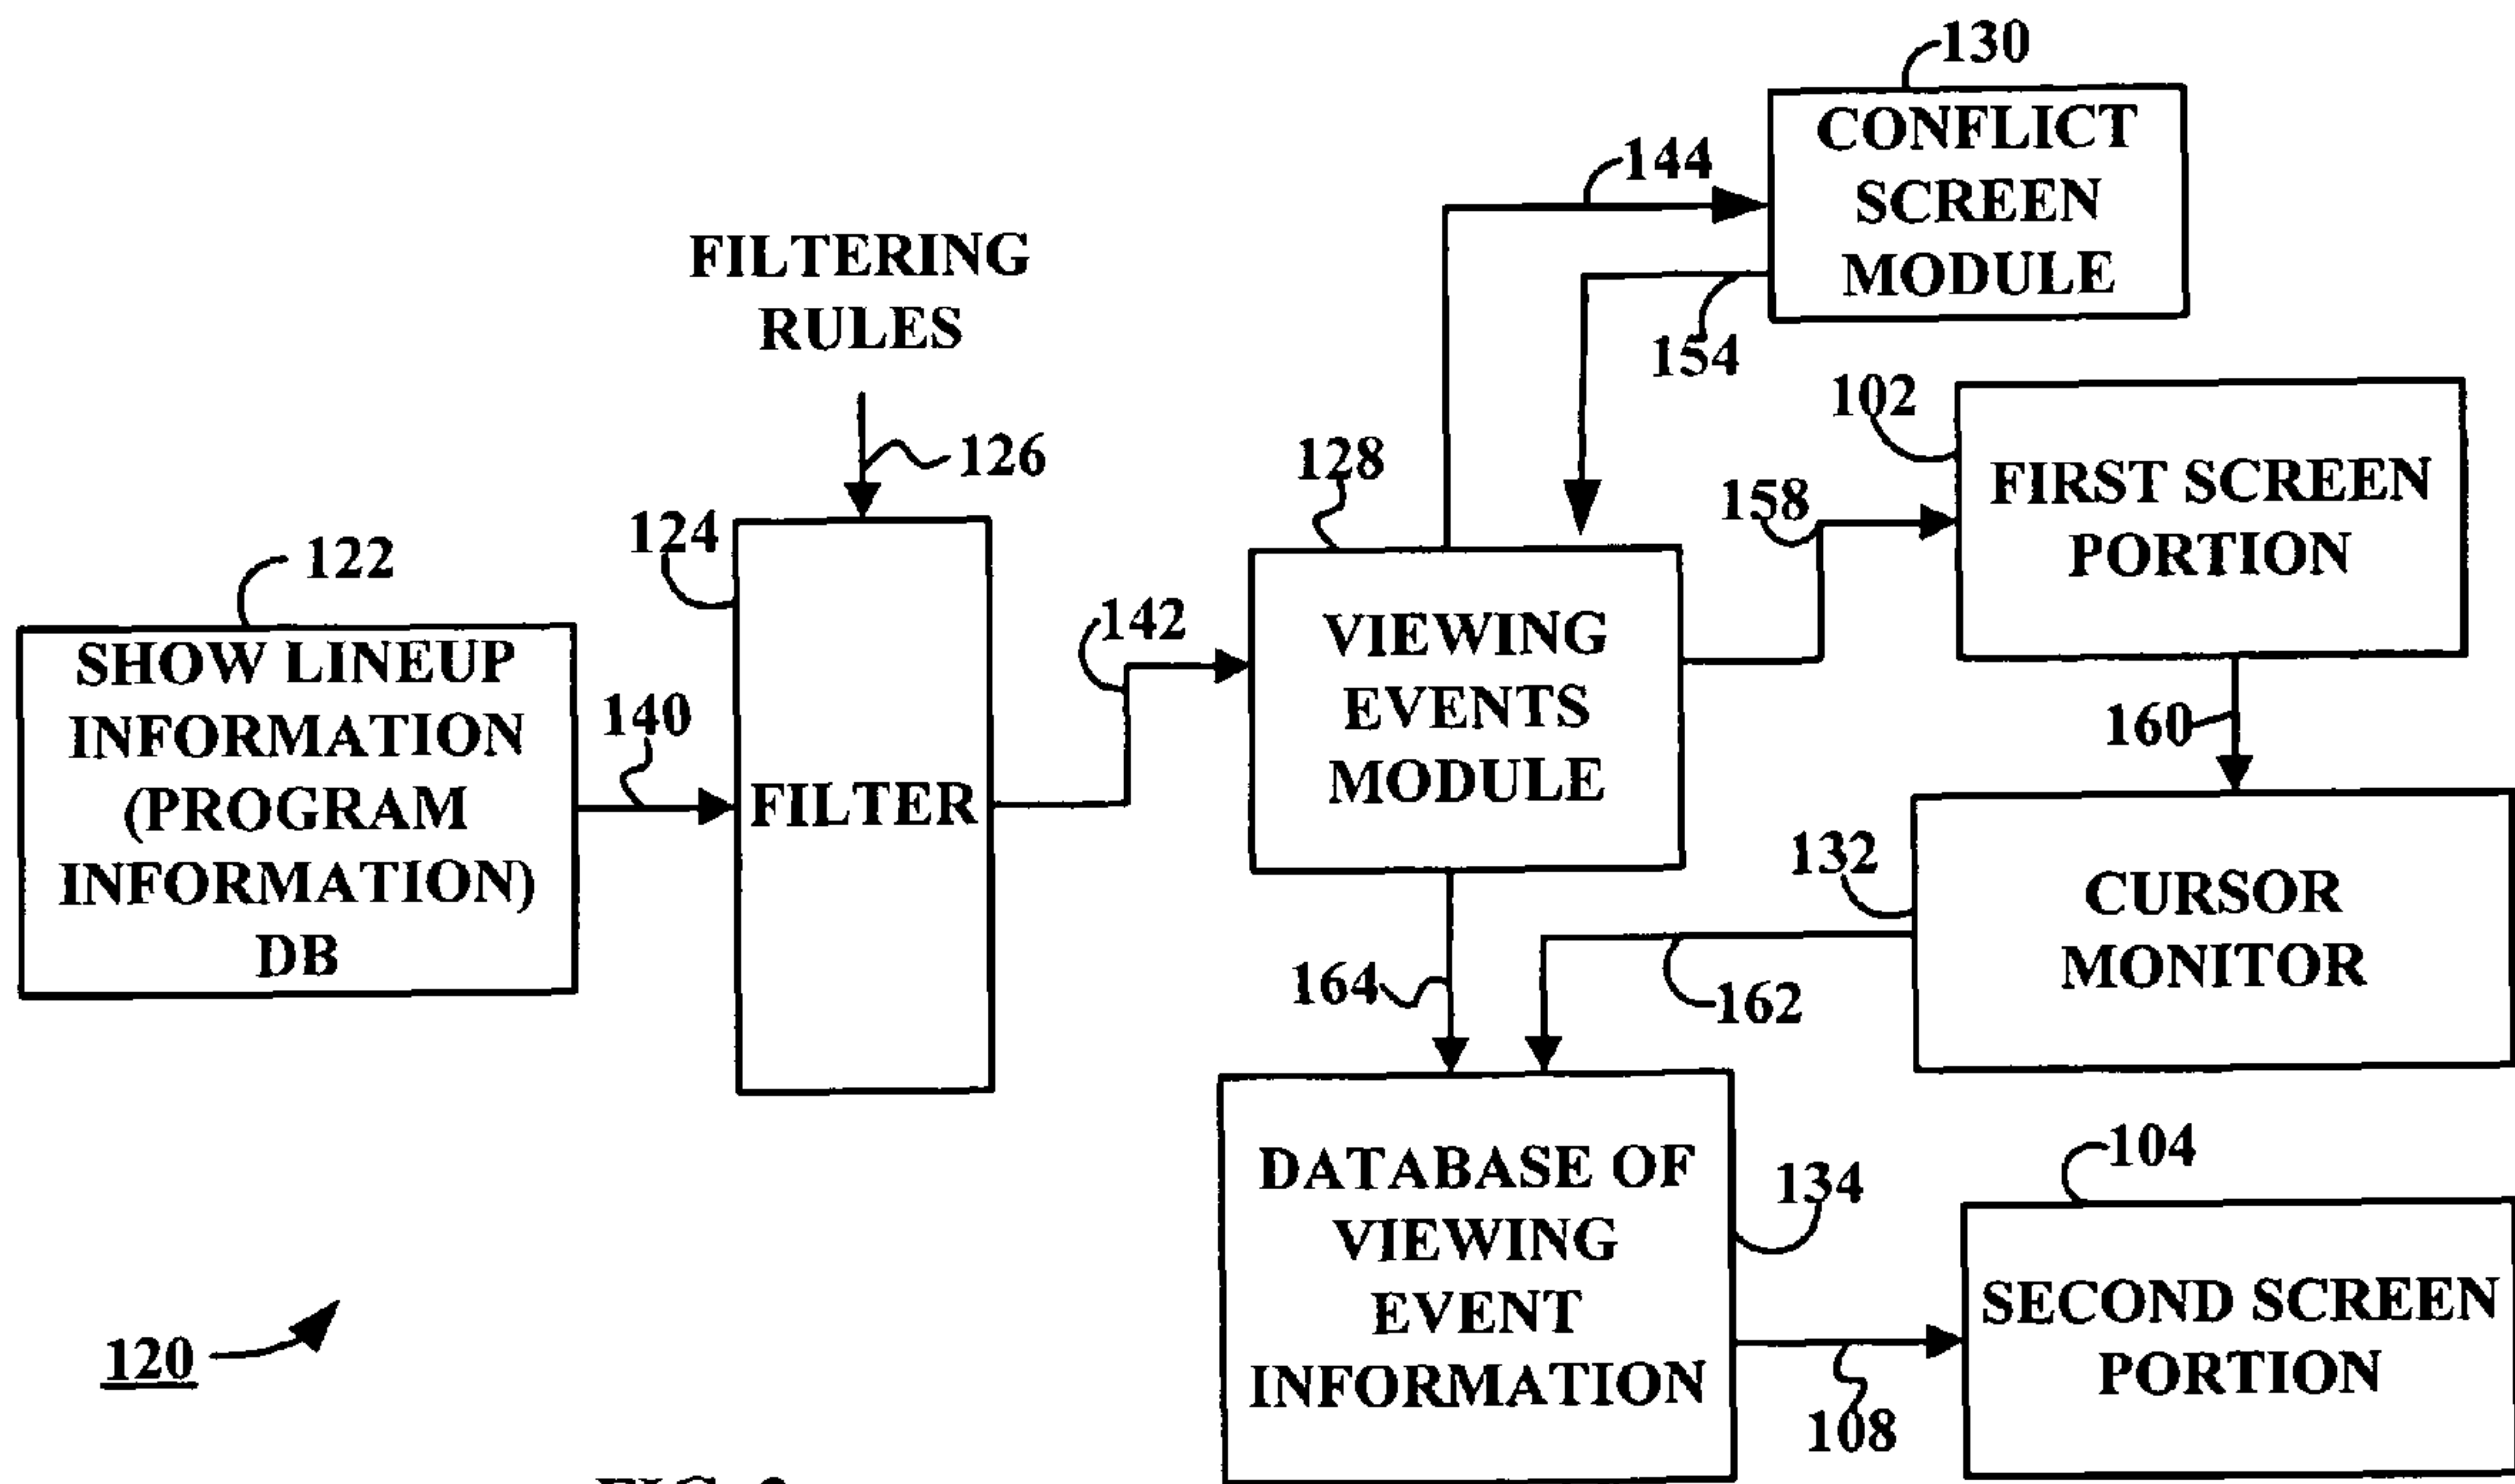 130
CONFLICT
SCREEN
MODULE
144
154
FILTERING
RULES
126
102
FIRST SCREEN
PORTION
128
158
124
122
SHOW LINEUP
INFORMATION
(PROGRAM
INFORMATION)
DB
140
FILTER
142
VIEWING
EVENTS
MODULE
160
132
CURSOR
MONITOR
164
162
DATABASE OF
VIEWING
EVENT
INFORMATION
134
104
SECOND SCREEN
PORTION
108
120